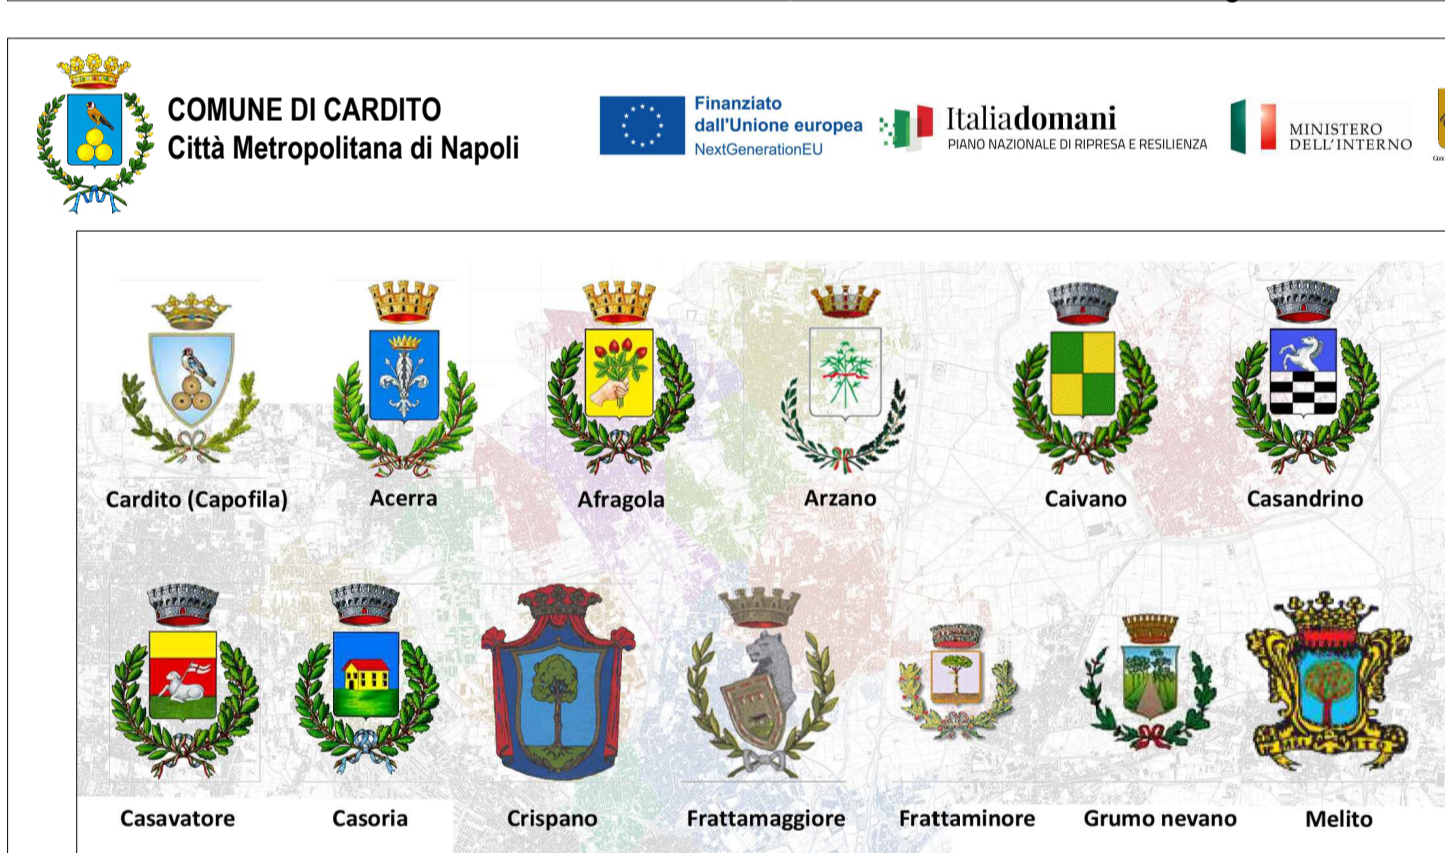 COMUNE DI CARDITO
Città Metropolitana di Napoli
Finanziato
dall'Unione europea
NextGenerationEU
Italiadomani
PIANO NAZIONALE DI RIPRESA E RESILIENZA
MINISTERO
DELL'INTERNO
Cardito (Capofila)
Acerra
Afragola
Arzano
Caivano
Casandrino
Casavatore
Casoria
Crispano
Frattamaggiore
Frattaminore
Grumo nevano
Melito